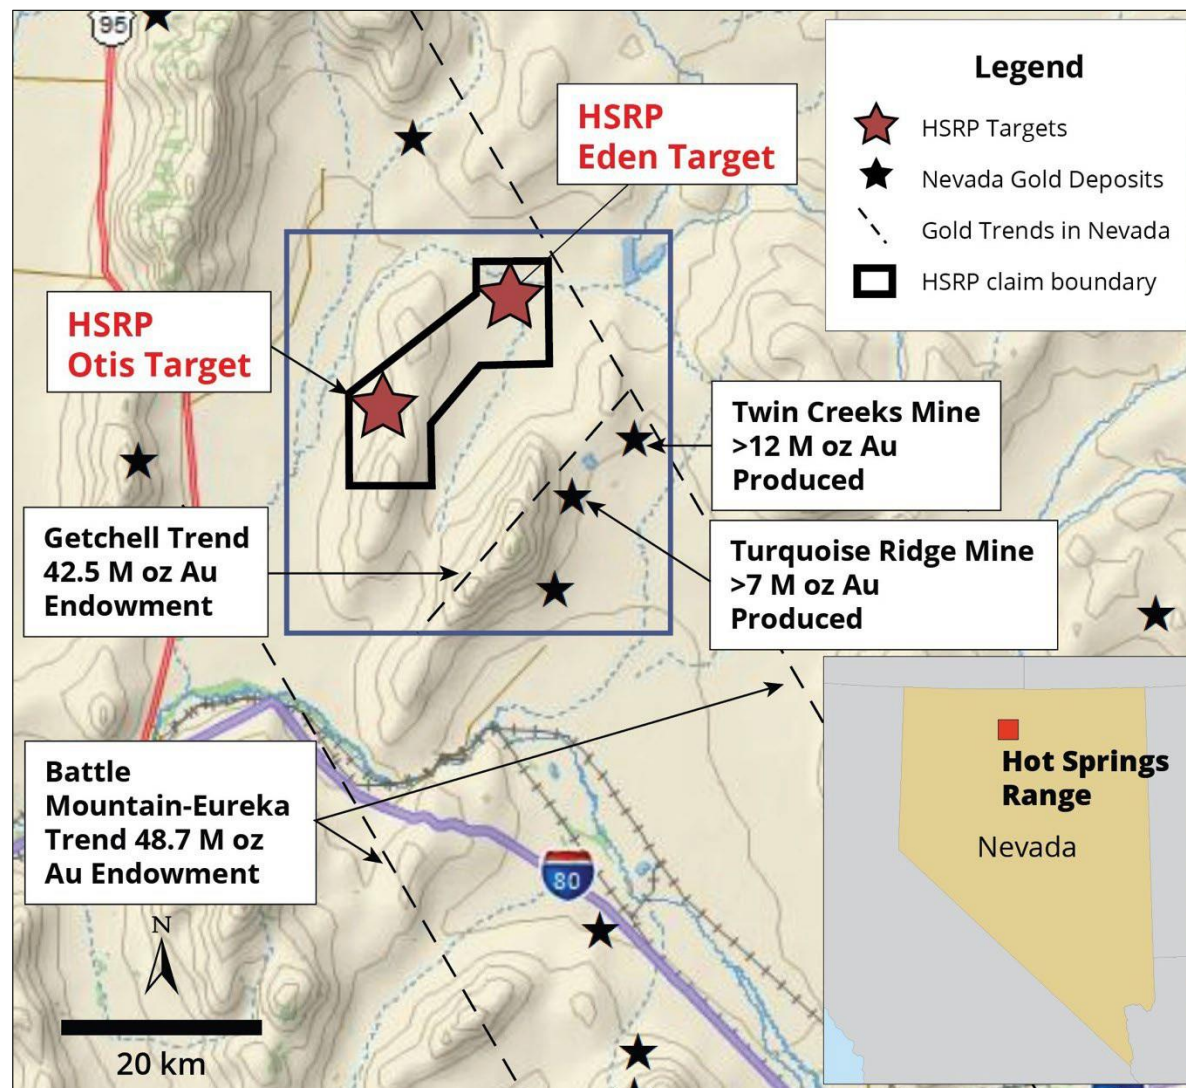 95
HSRP
Eden Target
Legend
HSRP Targets
Nevada Gold Deposits
Gold Trends in Nevada
HSRP claim boundary
HSRP
Otis Target
Twin Creeks Mine
>12 M oz Au
Produced
Getchell Trend
42.5 M oz Au
Endowment
Turquoise Ridge Mine
>7 M oz Au
Produced
Battle
Mountain-Eureka
Trend 48.7 M oz
Au Endowment
80
N
20 km
Hot Springs
Range
Nevada